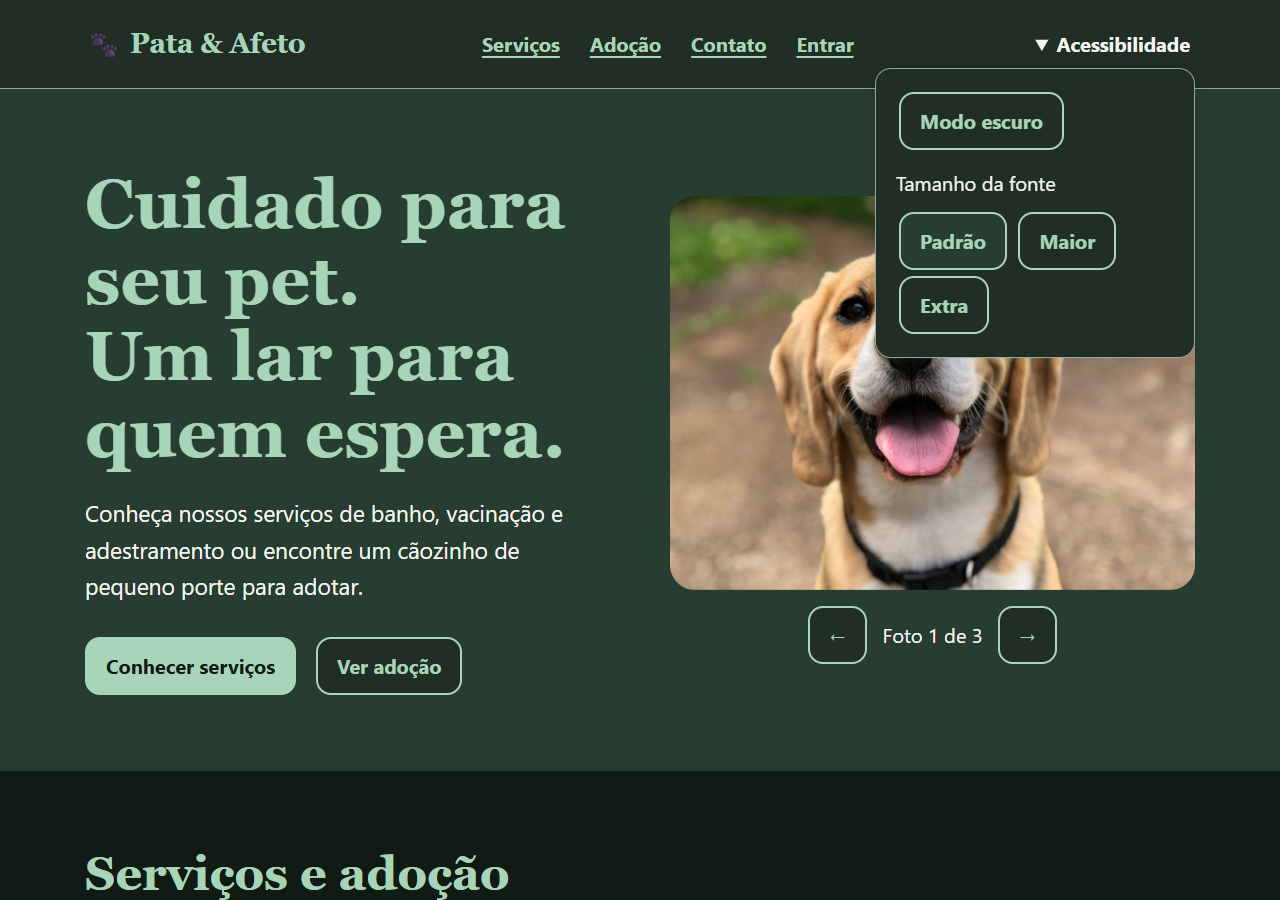 🐾 Pata & Afeto
Serviços Adoção Contato Entrar
▼ Acessibilidade
Modo escuro
Tamanho da fonte
Padrão Maior
Extra
Cuidado para
seu pet.
Um lar para
quem espera.
Conheça nossos serviços de banho, vacinação e
adestramento ou encontre um cãozinho de
pequeno porte para adotar.
Conhecer serviços Ver adoção
← Foto 1 de 3 →
Serviços e adoção